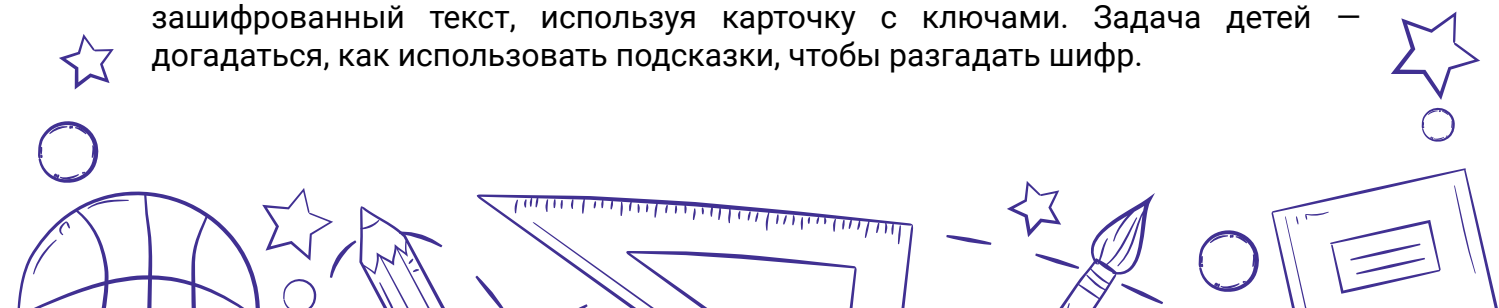 зашифрованный текст, используя карточку с ключами. Задача детей —
догадаться, как использовать подсказки, чтобы разгадать шифр.